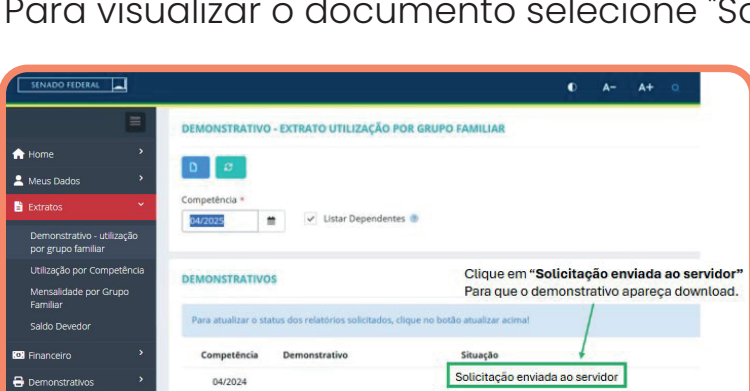 Para visualizar o documento selecione "So
SENADO FEDERAL
A- A+
Home
Meus Dados
Extratos
Demonstrativo - utilização
por grupo familiar
Utilização por Competência
Mensalidade por Grupo
Familiar
Saldo Devedor
Financeiro
Demonstrativos
DEMONSTRATIVO - EXTRATO UTILIZAÇÃO POR GRUPO FAMILIAR
Competência *
04/2025 Listar Dependentes
DEMONSTRATIVOS
Clique em "Solicitação enviada ao servidor"
Para que o demonstrativo apareça download.
Para atualizar o status dos relatórios solicitados, clique no botão atualizar acima!
Competência Demonstrativo Situação
04/2024 Solicitação enviada ao servidor